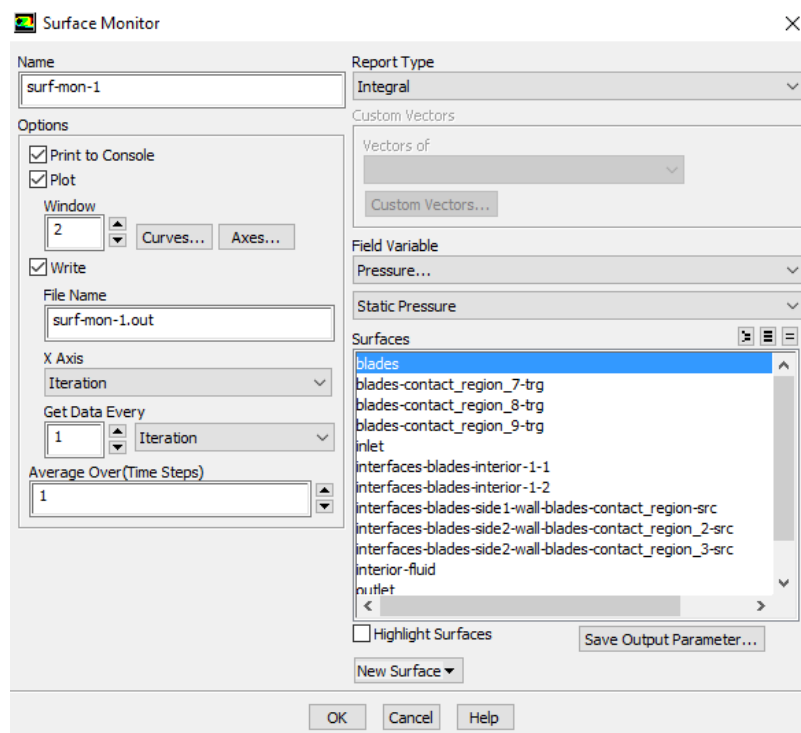 Surface Monitor
Name
surf-mon-1
Options
Print to Console
Plot
Window
2
Curves...
Axes...
Write
File Name
surf-mon-1.out
X Axis
Iteration
Get Data Every
1
Iteration
Average Over(Time Steps)
1
Report Type
Integral
Custom Vectors
Vectors of
Custom Vectors...
Field Variable
Pressure...
Static Pressure
Surfaces
blades
blades-contact_region_7-trg
blades-contact_region_8-trg
blades-contact_region_9-trg
inlet
interfaces-blades-interior-1-1
interfaces-blades-interior-1-2
interfaces-blades-side1-wall-blades-contact_region-src
interfaces-blades-side2-wall-blades-contact_region_2-src
interfaces-blades-side2-wall-blades-contact_region_3-src
interior-fluid
outlet
Highlight Surfaces
Save Output Parameter...
New Surface
OK
Cancel
Help